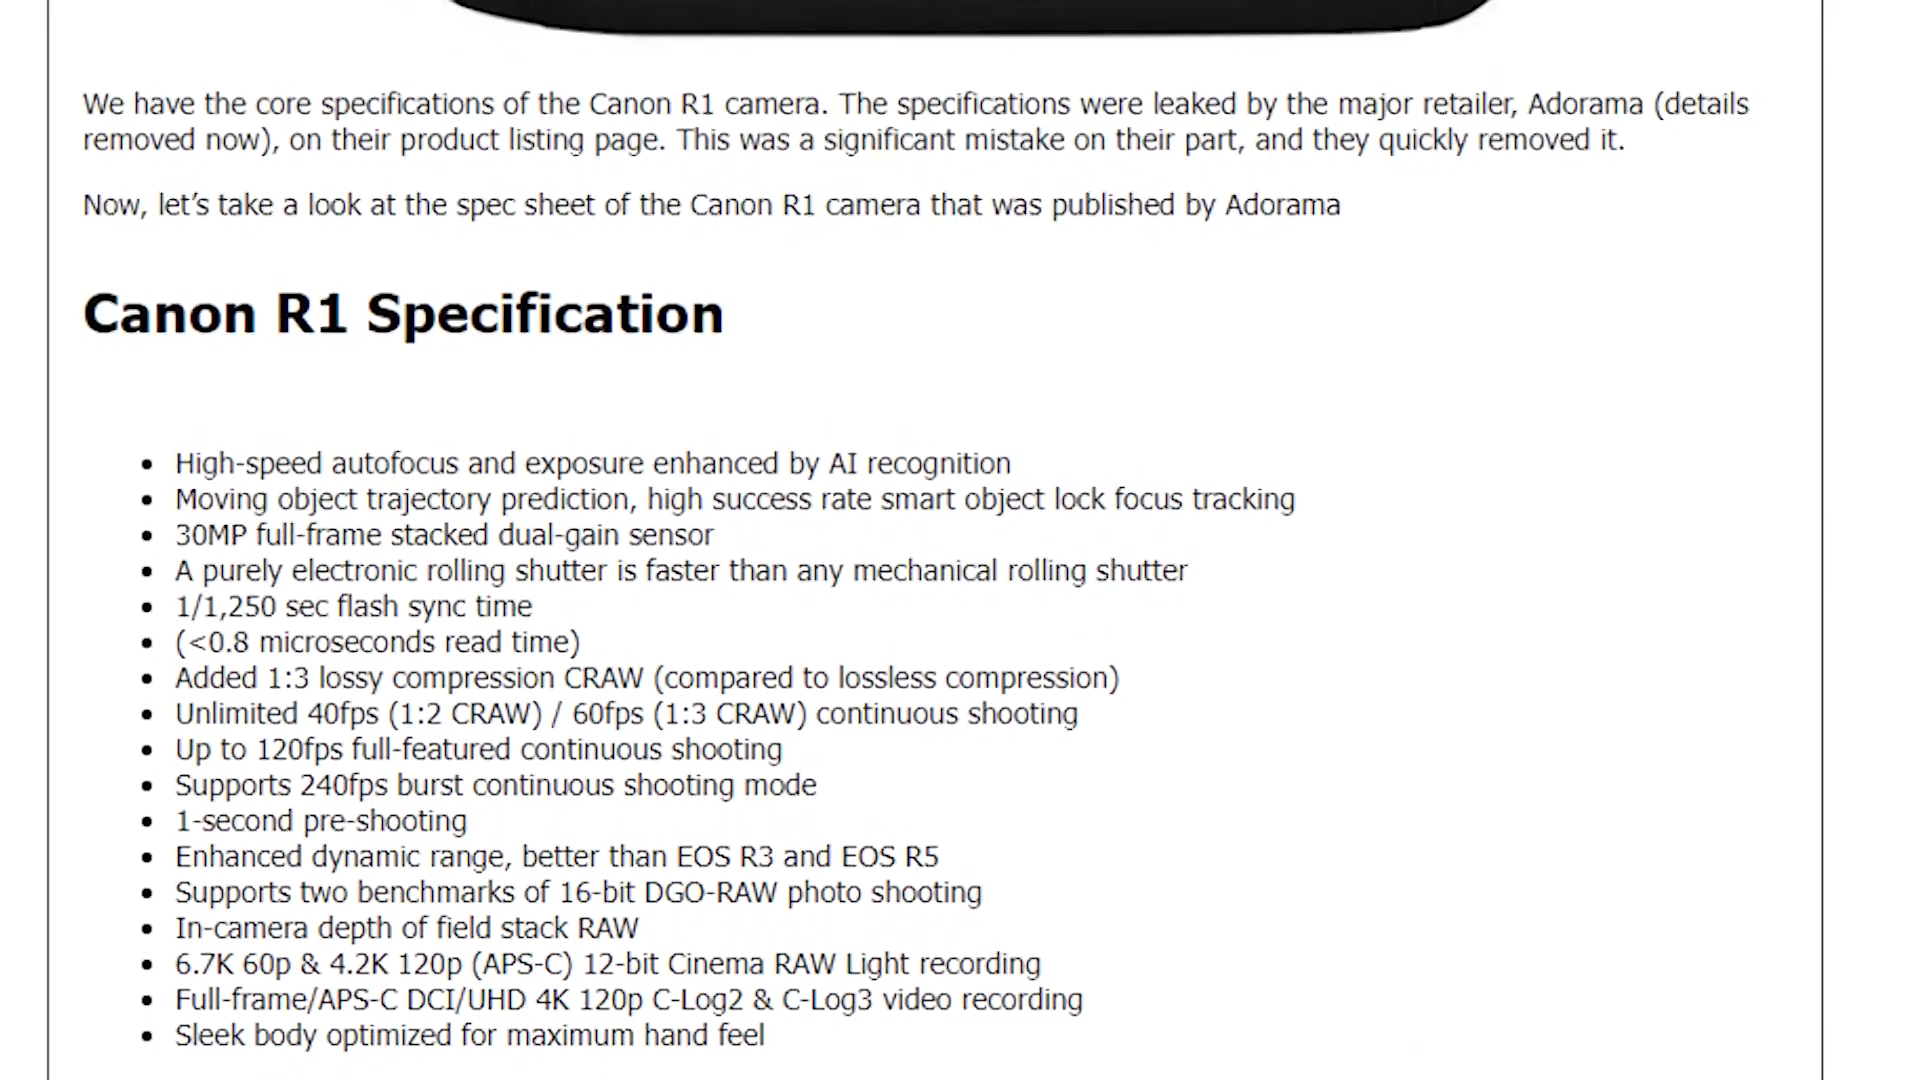 We have the core specifications of the Canon R1 camera. The specifications were leaked by the major retailer, Adorama (details
removed now), on their product listing page. This was a significant mistake on their part, and they quickly removed it.
Now, let’s take a look at the spec sheet of the Canon R1 camera that was published by Adorama
Canon R1 Specification
• High-speed autofocus and exposure enhanced by AI recognition
• Moving object trajectory prediction, high success rate smart object lock focus tracking
• 30MP full-frame stacked dual-gain sensor
• A purely electronic rolling shutter is faster than any mechanical rolling shutter
• 1/1,250 sec flash sync time
• (<0.8 microseconds read time)
• Added 1:3 lossy compression CRAW (compared to lossless compression)
• Unlimited 40fps (1:2 CRAW) / 60fps (1:3 CRAW) continuous shooting
• Up to 120fps full-featured continuous shooting
• Supports 240fps burst continuous shooting mode
• 1-second pre-shooting
• Enhanced dynamic range, better than EOS R3 and EOS R5
• Supports two benchmarks of 16-bit DGO-RAW photo shooting
• In-camera depth of field stack RAW
• 6.7K 60p & 4.2K 120p (APS-C) 12-bit Cinema RAW Light recording
• Full-frame/APS-C DCI/UHD 4K 120p C-Log2 & C-Log3 video recording
• Sleek body optimized for maximum hand feel